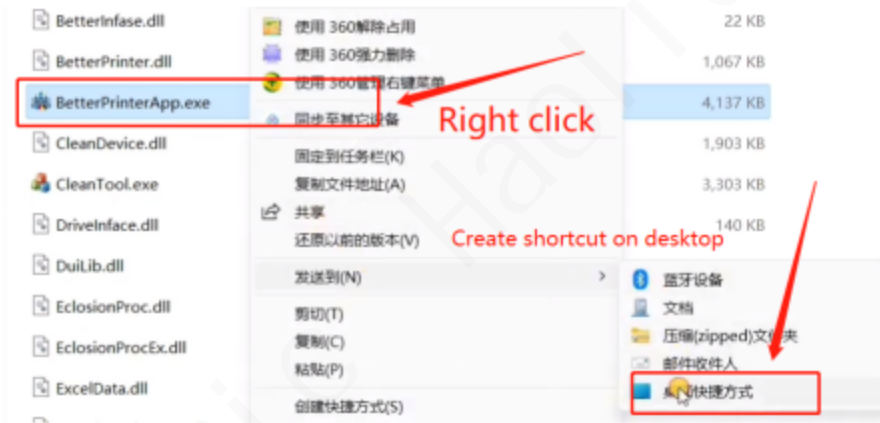 BetterInfase.dll
BetterPrinter.dll
BetterPrinterApp.exe
CleanDevice.dll
CleanTool.exe
DriveInface.dll
DuiLib.dll
EclosionProc.dll
EclosionProcEx.dll
ExcelData.dll
使用 360解除占用
使用 360强力删除
使用 360管理右键菜单
同步至其它设备
固定到任务栏(K)
复制文件地址(A)
共享
还原以前的版本(V)
发送到(N)
剪切(T)
复制(C)
粘贴(P)
创建快捷方式(S)
Right click
Create shortcut on desktop
22 KB
1,067 KB
4,137 KB
1,903 KB
3,303 KB
140 KB
蓝牙设备
文档
压缩(zipped)文件夹
邮件收件人
快捷方式